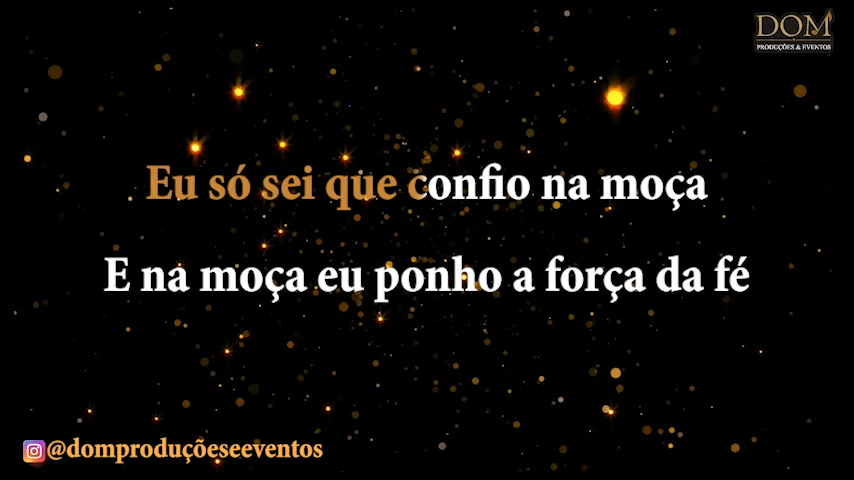 DOM
PRODUÇÕES & EVENTOS
Eu só sei que confio na moça
E na moça eu ponho a força da fé
@domproduçõeseeventos